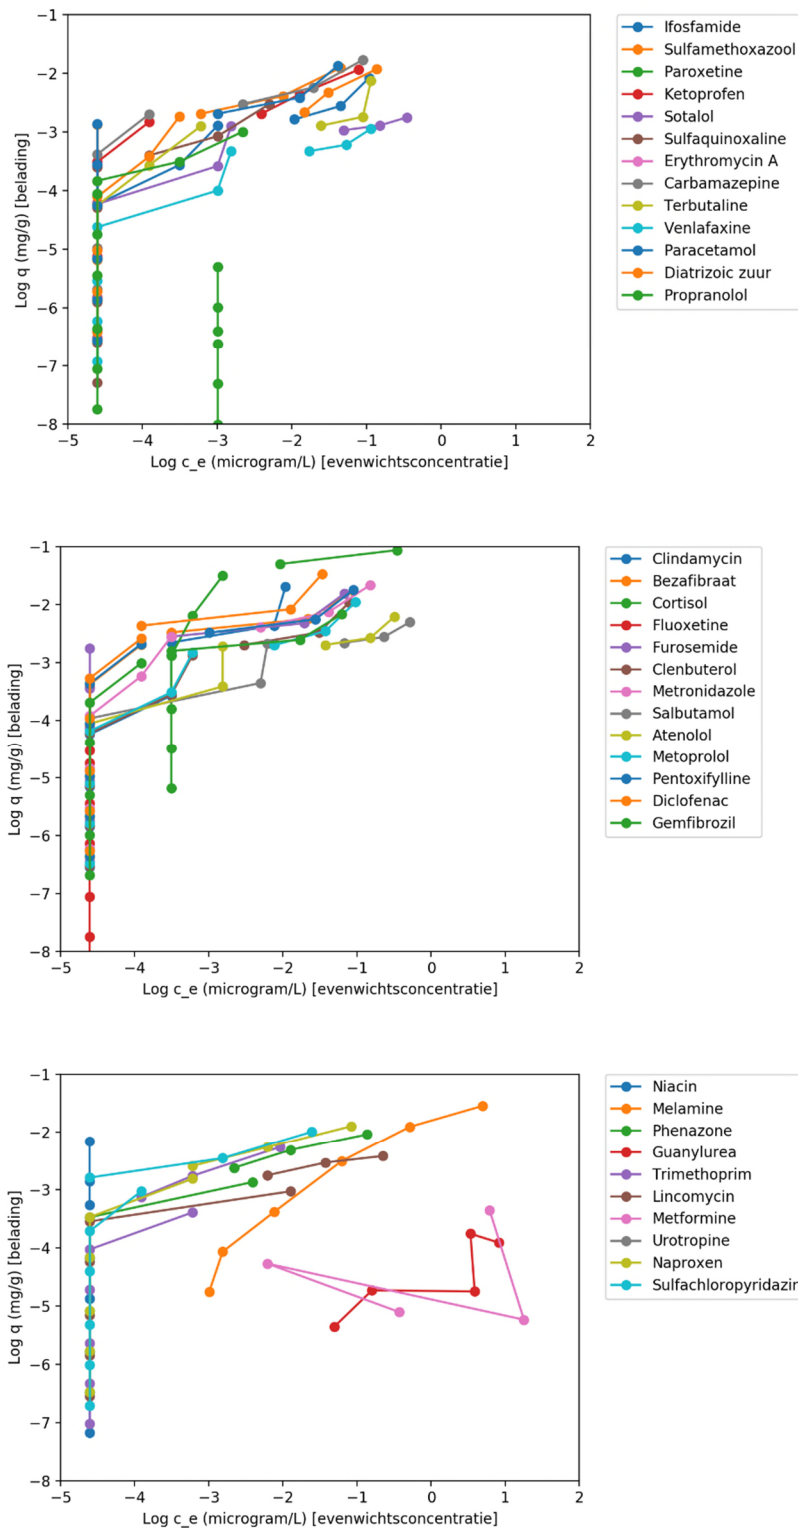 −1
−2
−3
−4
−5
−6
−7
−8
Log q (mg/g) [belading]
−5 −4 −3 −2 −1 0 1 2
Log c_e (microgram/L) [evenwichtsconcentratie]
Ifosfamide
Sulfamethoxazool
Paroxetine
Ketoprofen
Sotalol
Sulfaquinoxaline
Erythromycin A
Carbamazepine
Terbutaline
Venlafaxine
Paracetamol
Diatrizoic zuur
Propranolol
−1
−2
−3
−4
−5
−6
−7
−8
Log q (mg/g) [belading]
−5 −4 −3 −2 −1 0 1 2
Log c_e (microgram/L) [evenwichtsconcentratie]
Clindamycin
Bezafibraat
Cortisol
Fluoxetine
Furosemide
Clenbuterol
Metronidazole
Salbutamol
Atenolol
Metoprolol
Pentoxifylline
Diclofenac
Gemfibrozil
−1
−2
−3
−4
−5
−6
−7
−8
Log q (mg/g) [belading]
−5 −4 −3 −2 −1 0 1 2
Log c_e (microgram/L) [evenwichtsconcentratie]
Niacin
Melamine
Phenazone
Guanylurea
Trimethoprim
Lincomycin
Metformine
Urotropine
Naproxen
Sulfachloropyridazin